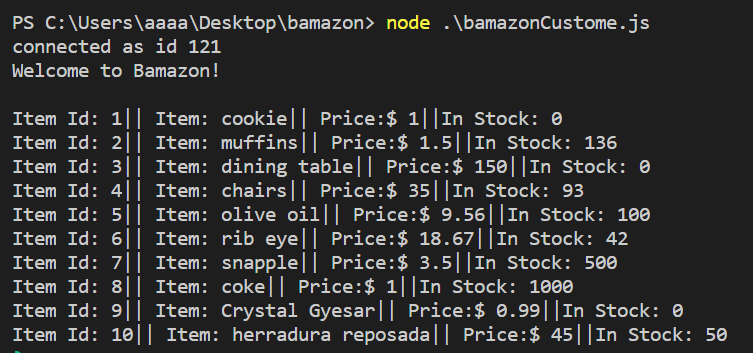 PS C:\Users\aaaa\Desktop\bamazon> node .\bamazonCustome.js
connected as id 121
Welcome to Bamazon!
Item Id: 1|| Item: cookie|| Price:$ 1||In Stock: 0
Item Id: 2|| Item: muffins|| Price:$ 1.5||In Stock: 136
Item Id: 3|| Item: dining table|| Price:$ 150||In Stock: 0
Item Id: 4|| Item: chairs|| Price:$ 35||In Stock: 93
Item Id: 5|| Item: olive oil|| Price:$ 9.56||In Stock: 100
Item Id: 6|| Item: rib eye|| Price:$ 18.67||In Stock: 42
Item Id: 7|| Item: snapple|| Price:$ 3.5||In Stock: 500
Item Id: 8|| Item: coke|| Price:$ 1||In Stock: 1000
Item Id: 9|| Item: Crystal Gyesar|| Price:$ 0.99||In Stock: 0
Item Id: 10|| Item: herradura reposada|| Price:$ 45||In Stock: 50